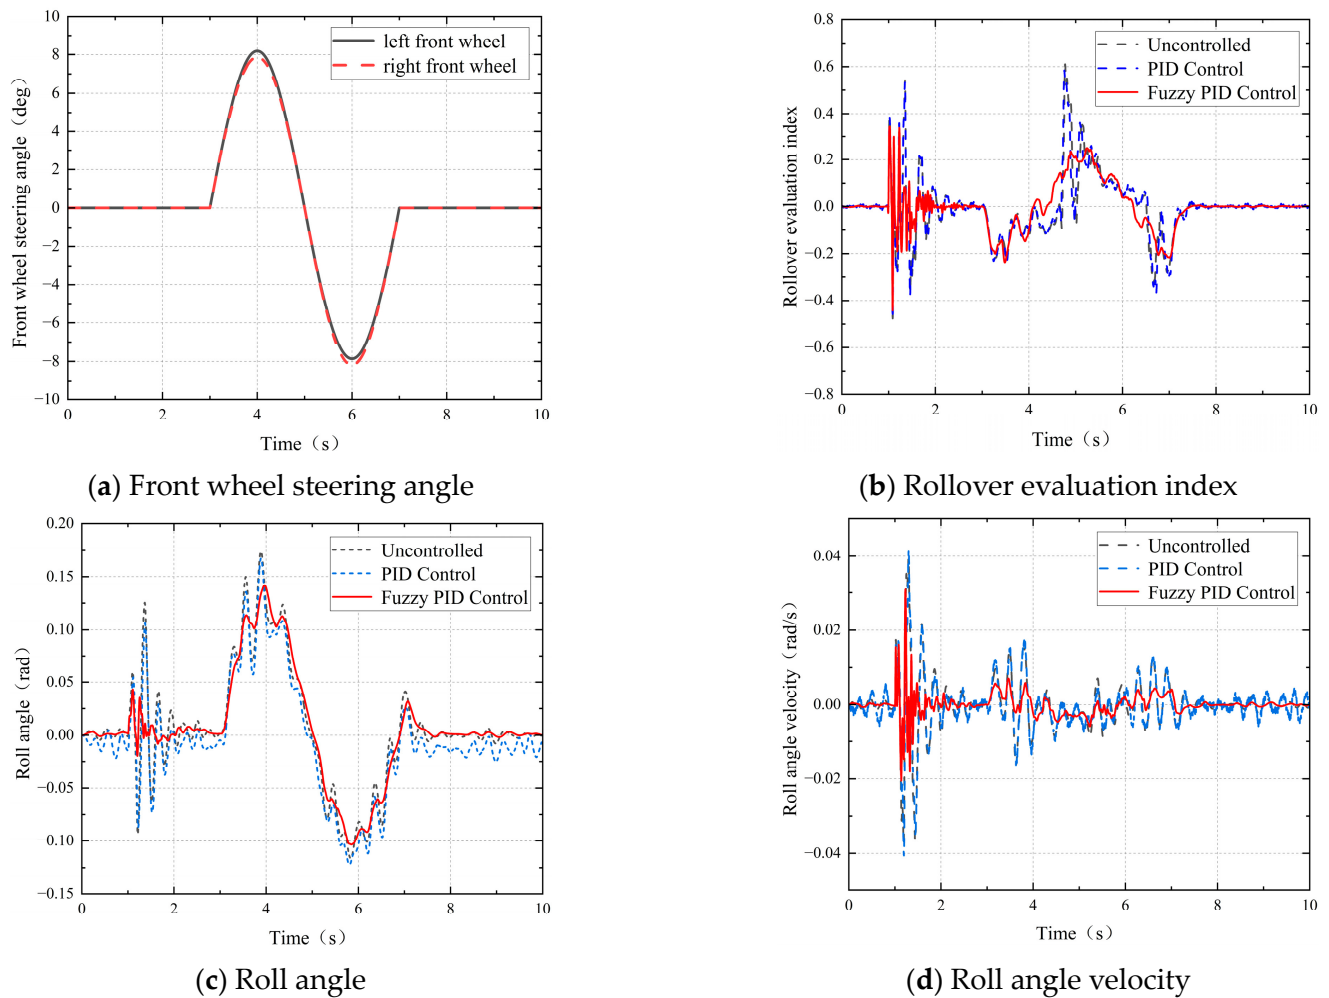 Front wheel steering angle（deg）
10
8
6
4
2
0
−2
−4
−6
−8
−10
left front wheel
right front wheel
0 2 4 6 8 10
Time（s）
(a) Front wheel steering angle
Rollover evaluation index
0.8
0.6
0.4
0.2
0.0
−0.2
−0.4
−0.6
−0.8
Uncontrolled
PID Control
Fuzzy PID Control
0 2 4 6 8 10
Time（s）
(b) Rollover evaluation index
Roll angle（rad）
0.20
0.15
0.10
0.05
0.00
−0.05
0.10
−0.15
Uncontrolled
PID Control
Fuzzy PID Control
0 2 4 6 8 10
Time（s）
(c) Roll angle
Roll angle velocity（rad/s）
0.04
0.02
0.00
−0.02
−0.04
Uncontrolled
PID Control
Fuzzy PID Control
0 2 4 6 8 10
Time（s）
(d) Roll angle velocity